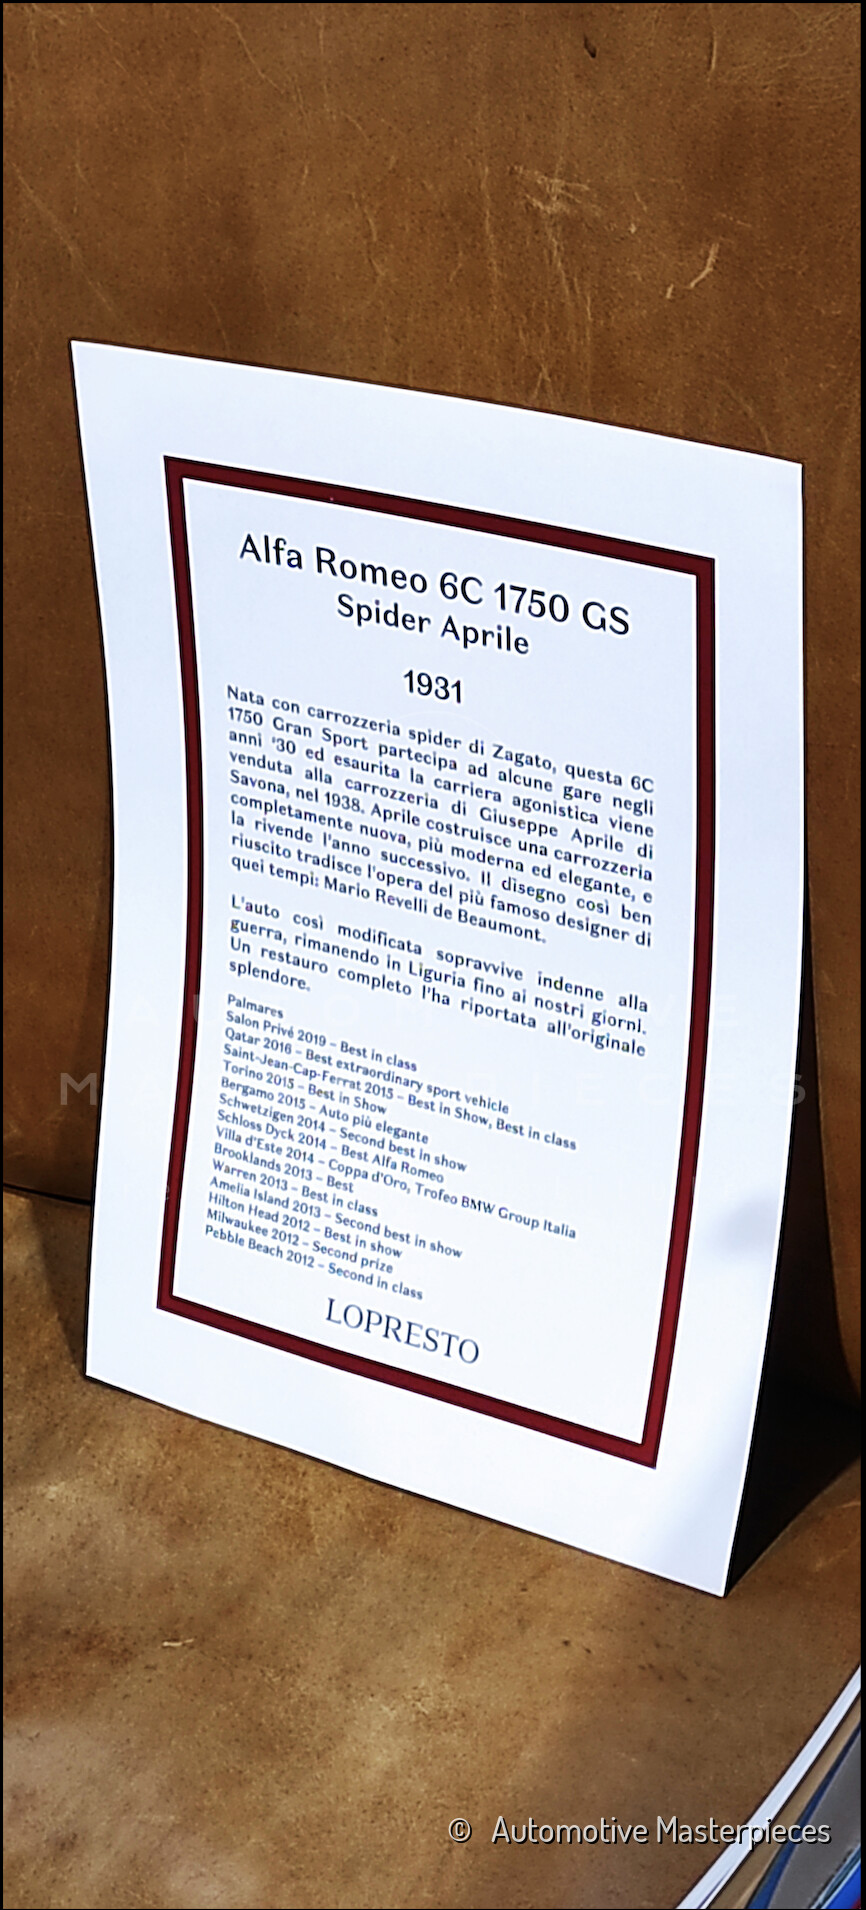 Alfa Romeo 6C 1750 GS
Spider Aprile
1931
Nata con carrozzeria spider di Zagato, questa 6C
1750 Gran Sport partecipa ad alcune gare negli
anni '30 ed esaurita la carriera agonistica viene
venduta alla carrozzeria di Giuseppe Aprile di
Savona, nel 1938. Aprile costruisce una carrozzeria
completamente nuova, più moderna ed elegante, e
la rivende l'anno successivo. Il disegno così ben
riuscito tradisce l'opera del più famoso designer di
quei tempi: Mario Revelli de Beaumont.
L'auto così modificata sopravvive indenne alla
guerra, rimanendo in Liguria fino ai nostri giorni.
Un restauro completo l'ha riportata all'originale
splendore.
Palmares
Salon Privé 2019 – Best in class
Qatar 2016 – Best extraordinary sport vehicle
Saint-Jean-Cap-Ferrat 2015 – Best in Show, Best in class
Torino 2015 – Best in Show
Bergamo 2015 – Auto più elegante
Schwetzigen 2014 – Second best in show
Schloss Dyck 2014 – Best Alfa Romeo
Villa d'Este 2014 – Coppa d'Oro, Trofeo BMW Group Italia
Brooklands 2013 – Best
Warren 2013 – Best in class
Amelia Island 2013 – Second best in show
Hilton Head 2012 – Best in show
Milwaukee 2012 – Second prize
Pebble Beach 2012 – Second in class
LOPRESTO
© Automotive Masterpieces